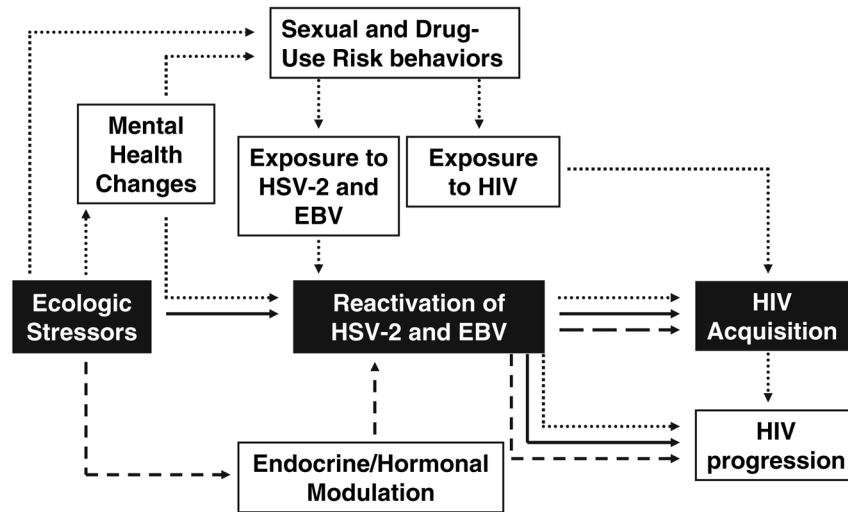 Sexual and Drug-
Use Risk behaviors
Mental
Health
Changes
Exposure to
HSV-2 and
EBV
Exposure
to HIV
Ecologic
Stressors
Reactivation of
HSV-2 and EBV
HIV
Acquisition
HIV
progression
Endocrine/Hormonal
Modulation